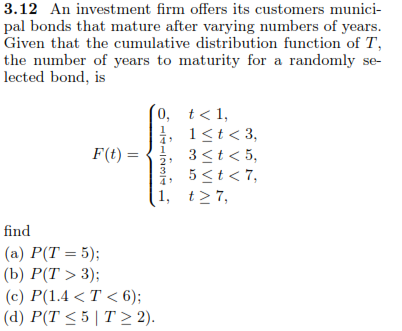 3.12 An investment firm offers its customers munici-
pal bonds that mature after varying numbers of years.
Given that the cumulative distribution function of T,
the number of years to maturity for a randomly se-
lected bond, is
F(t) = { 0, t < 1,
1/4, 1 ≤ t < 3,
1/2, 3 ≤ t < 5,
3/4, 5 ≤ t < 7,
1, t ≥ 7,
find
(a) P(T = 5);
(b) P(T > 3);
(c) P(1.4 < T < 6);
(d) P(T ≤ 5 | T ≥ 2).